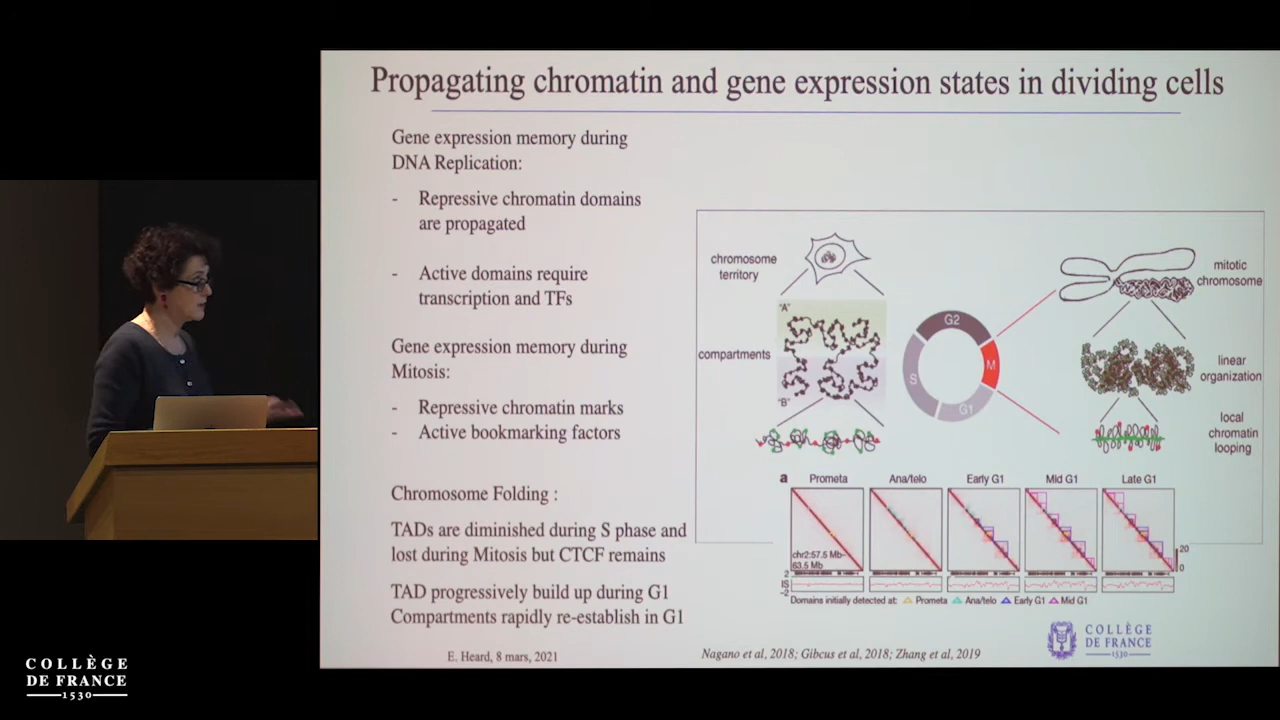 Propagating chromatin and gene expression states in dividing cells
Gene expression memory during
DNA Replication:
- Repressive chromatin domains
are propagated
- Active domains require
transcription and TFs
Gene expression memory during
Mitosis:
- Repressive chromatin marks
- Active bookmarking factors
Chromosome Folding :
TADs are diminished during S phase and
lost during Mitosis but CTCF remains
TAD progressively build up during G1
Compartments rapidly re-establish in G1
chromosome
territory
"A"
compartments
"B"
G2
M
S
G1
mitotic
chromosome
linear
organization
local
chromatin
looping
a Prometa Ana/telo Early G1 Mid G1 Late G1
chr2:57.5 Mb-
63.5 Mb
20
0
2
IS
-2
Domains initially detected at: Prometa Ana/telo Early G1 Mid G1
E. Heard, 8 mars, 2021
Nagano et al, 2018; Gibcus et al, 2018; Zhang et al, 2019
COLLÈGE
DE FRANCE
1530
COLLÈGE
DE FRANCE
1530